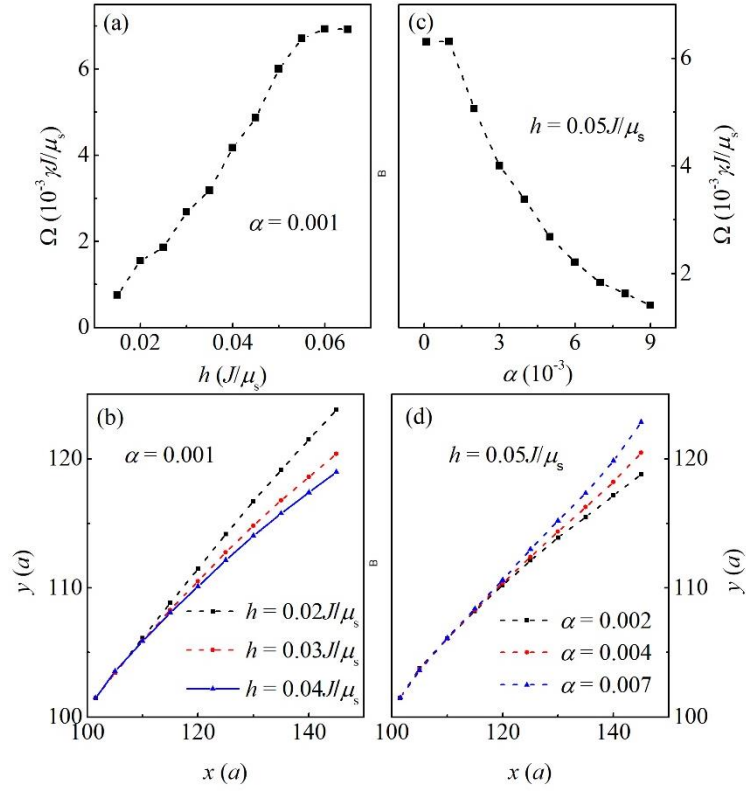 (a)
Ω (10⁻³ γJ/μₛ)
6
4
2
0
α = 0.001
0.02 0.04 0.06
h (J/μₛ)
(c)
h = 0.05J/μₛ
Ω (10⁻³ γJ/μₛ)
6
4
2
0 3 6 9
α (10⁻³)
B
(b)
α = 0.001
y (a)
120
110
100
h = 0.02J/μₛ
h = 0.03J/μₛ
h = 0.04J/μₛ
100 120 140
x (a)
(d)
h = 0.05J/μₛ
y (a)
120
110
100
α = 0.002
α = 0.004
α = 0.007
100 120 140
x (a)
B